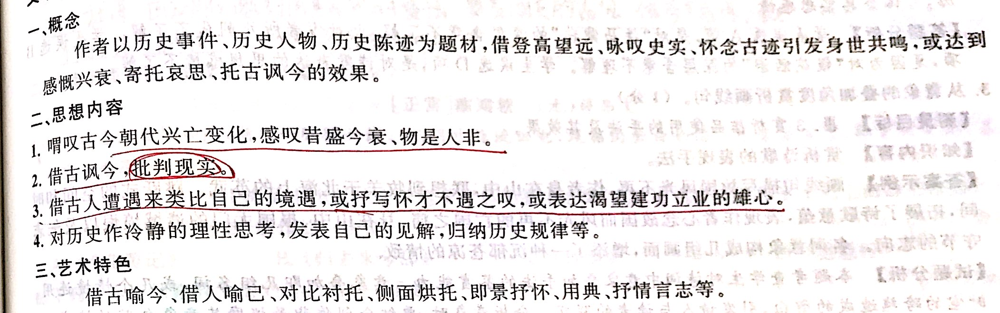 一、概念
作者以历史事件、历史人物、历史陈迹为题材,借登高望远、咏叹史实、怀念古迹引发身世共鸣,或达到
感慨兴衰、寄托哀思、托古讽今的效果。
二、思想内容
1. 喟叹古今朝代兴亡变化,感叹昔盛今衰、物是人非。
2. 借古讽今,批判现实。
3. 借古人遭遇来类比自己的境遇,或抒写怀才不遇之叹,或表达渴望建功立业的雄心。
4. 对历史作冷静的理性思考,发表自己的见解,归纳历史规律等。
三、艺术特色
借古喻今、借人喻己、对比衬托、侧面烘托、即景抒怀、用典、抒情言志等。